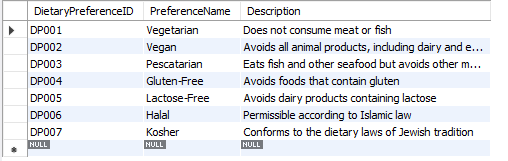 DietaryPreferenceID PreferenceName Description
DP001 Vegetarian Does not consume meat or fish
DP002 Vegan Avoids all animal products, including dairy and e...
DP003 Pescatarian Eats fish and other seafood but avoids other m...
DP004 Gluten-Free Avoids foods that contain gluten
DP005 Lactose-Free Avoids dairy products containing lactose
DP006 Halal Permissible according to Islamic law
DP007 Kosher Conforms to the dietary laws of Jewish tradition
NULL NULL NULL